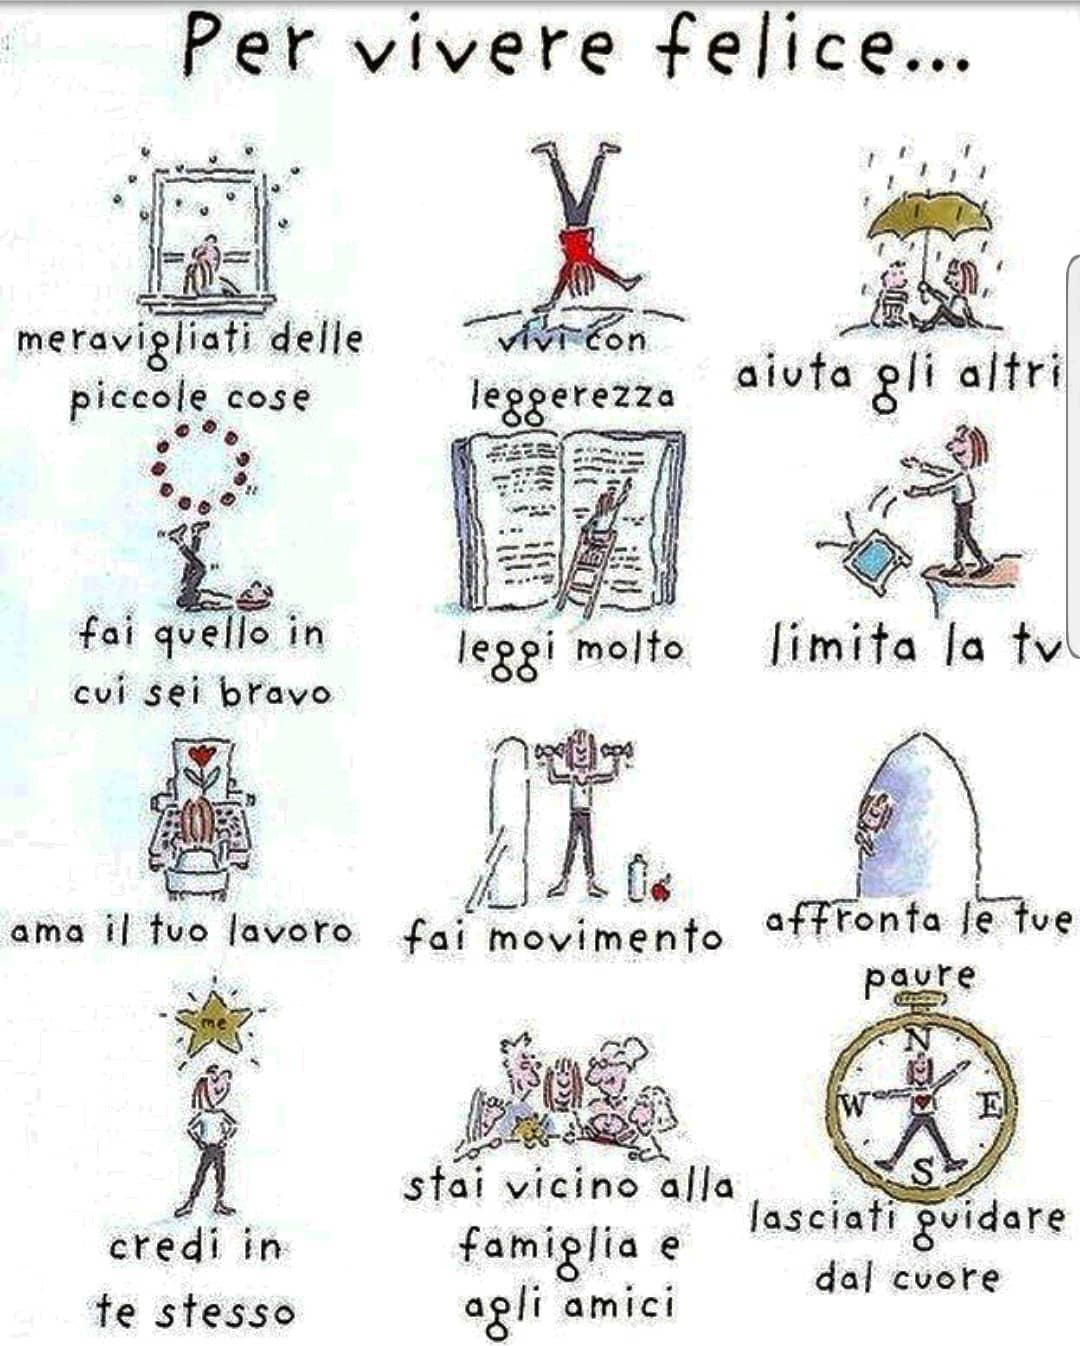 Per vivere felice...
meravigliati delle
piccole cose
vivi con
leggerezza
aiuta gli altri
fai quello in
cui sei bravo
leggi molto
limita la tv
ama il tuo lavoro
fai movimento
affronta le tue
paure
me
credi in
te stesso
stai vicino alla
famiglia e
agli amici
N
W E
S
lasciati guidare
dal cuore